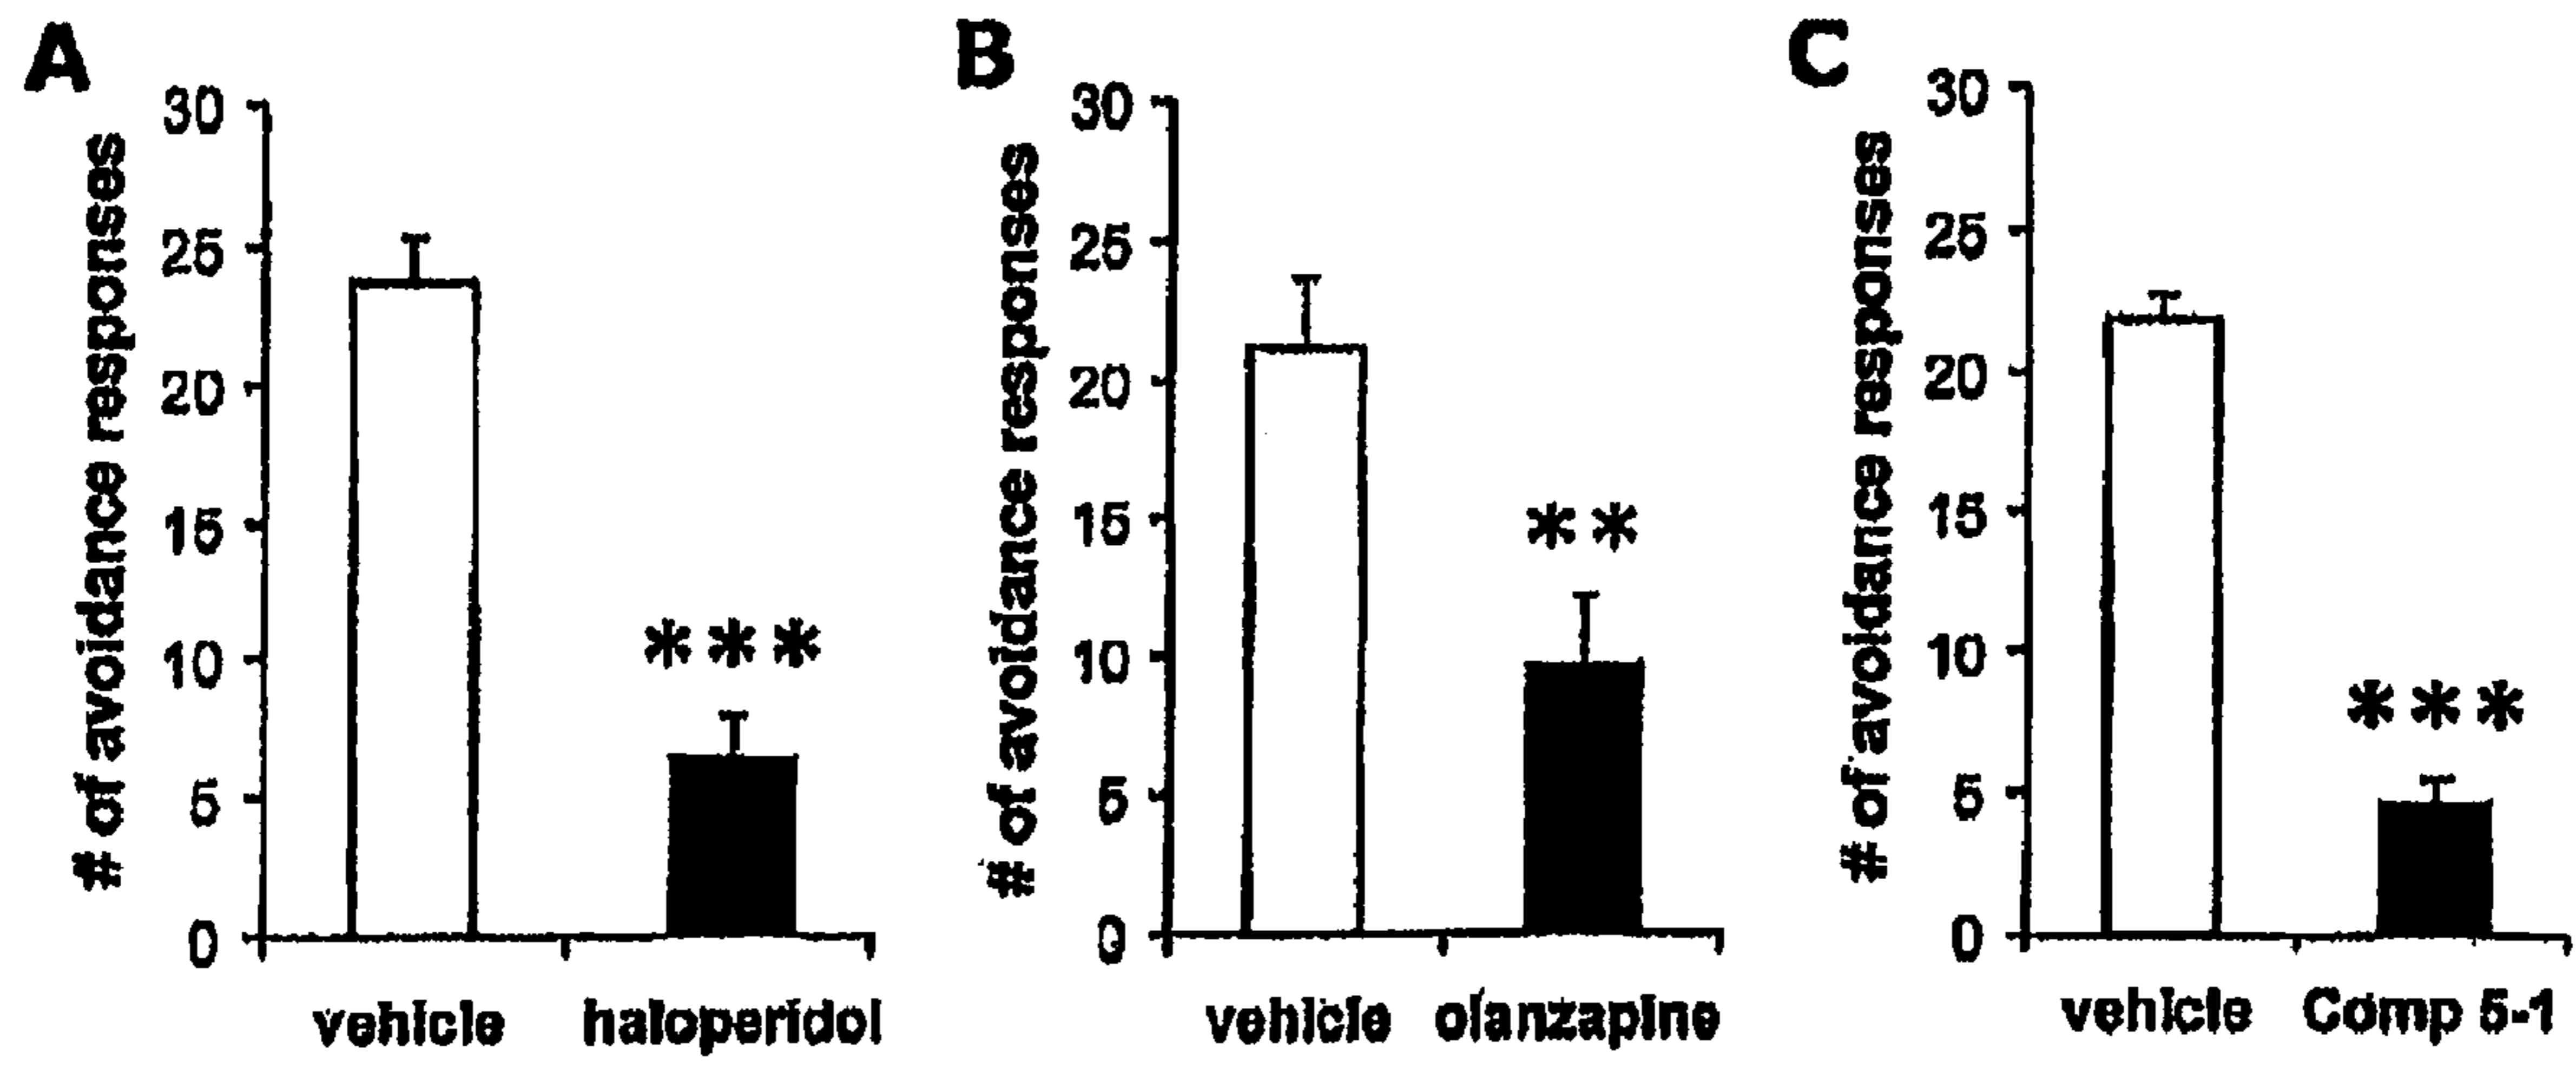 A
# of avoidance responses
30
25
20
15
10
5
0
***
vehicle haloperidol
B
# of avoidance responses
30
25
20
15
10
5
0
**
vehicle olanzapine
C
# of avoidance responses
30
25
20
15
10
5
0
***
vehicle Comp 5-1